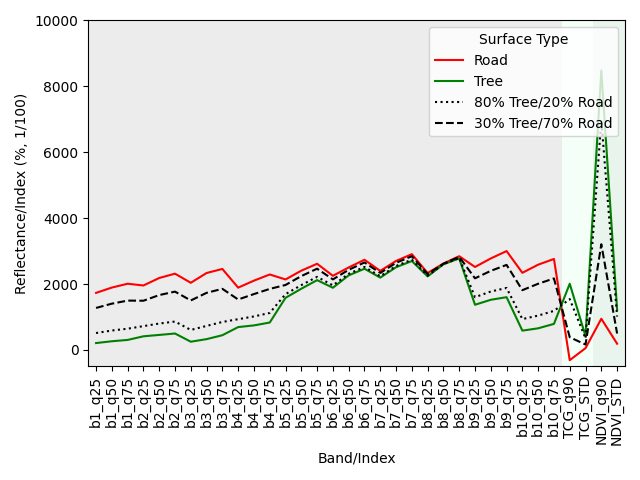 10000
8000
6000
4000
2000
0
Reflectance/Index (%, 1/100)
Surface Type
Road
Tree
80% Tree/20% Road
30% Tree/70% Road
b1_q25
b1_q50
b1_q75
b2_q25
b2_q50
b2_q75
b3_q25
b3_q50
b3_q75
b4_q25
b4_q50
b4_q75
b5_q25
b5_q50
b5_q75
b6_q25
b6_q50
b6_q75
b7_q25
b7_q50
b7_q75
b8_q25
b8_q50
b8_q75
b9_q25
b9_q50
b9_q75
b10_q25
b10_q50
b10_q75
TCG_q90
TCG_STD
NDVI_q90
NDVI_STD
Band/Index